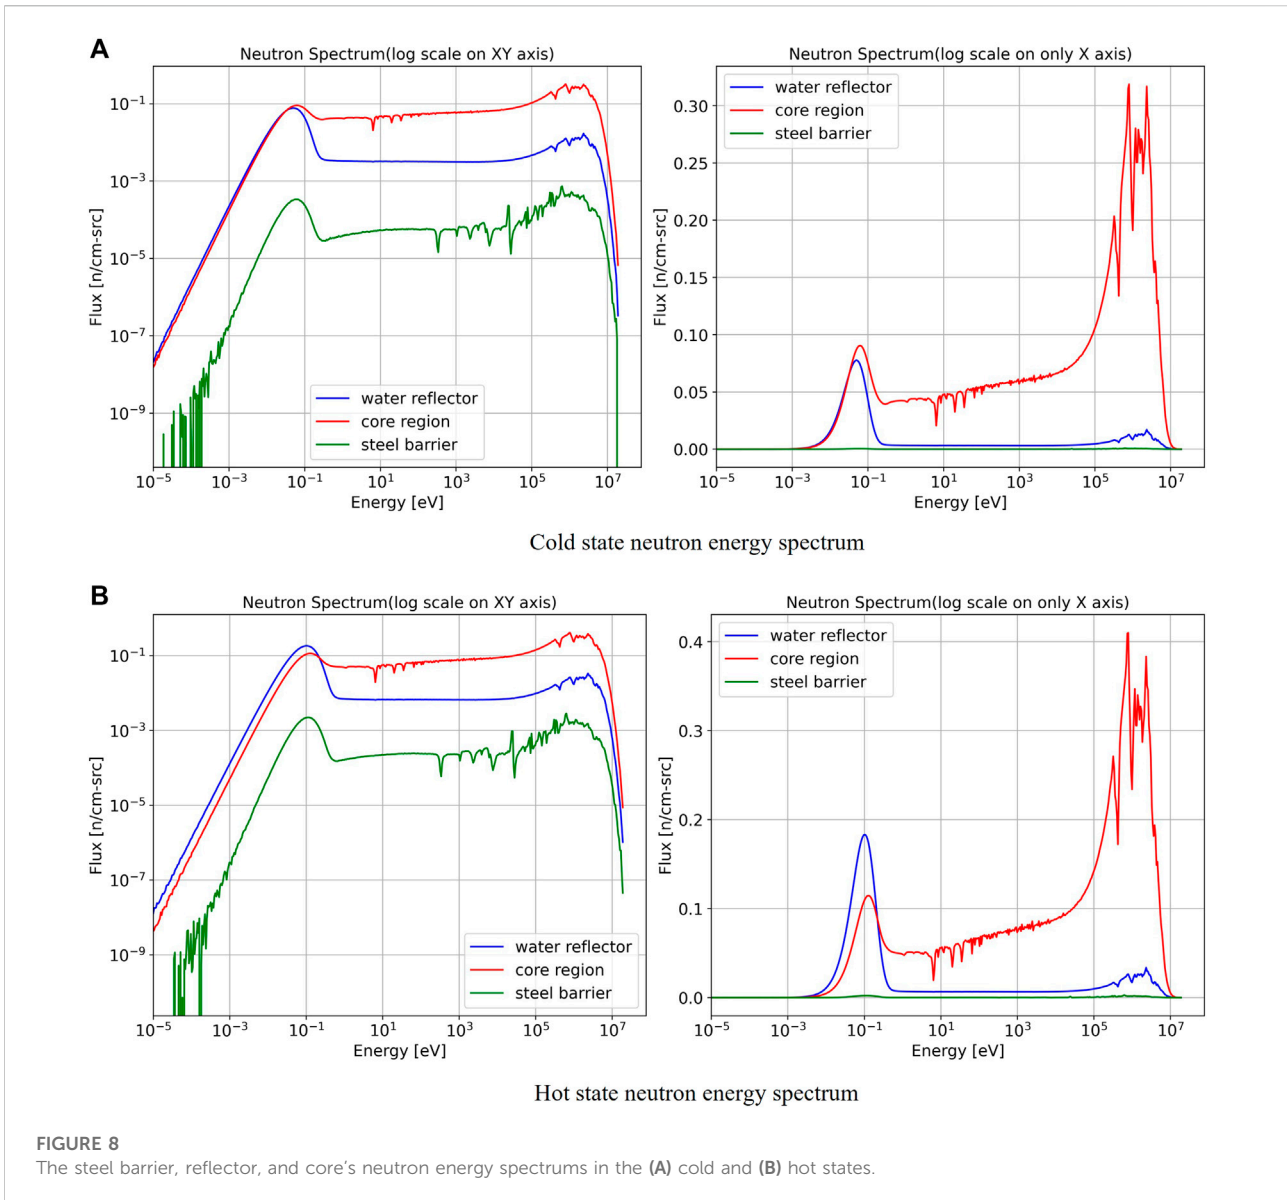 A
Neutron Spectrum(log scale on XY axis)
Flux [n/cm-src]
10⁻¹
10⁻³
10⁻⁵
10⁻⁷
10⁻⁹
water reflector
core region
steel barrier
10⁻⁵ 10⁻³ 10⁻¹ 10¹ 10³ 10⁵ 10⁷
Energy [eV]
Neutron Spectrum(log scale on only X axis)
Flux [n/cm-src]
water reflector
core region
steel barrier
0.30
0.25
0.20
0.15
0.10
0.05
0.00
10⁻⁵ 10⁻³ 10⁻¹ 10¹ 10³ 10⁵ 10⁷
Energy [eV]
Cold state neutron energy spectrum
B
Neutron Spectrum(log scale on XY axis)
Flux [n/cm-src]
10⁻¹
10⁻³
10⁻⁵
10⁻⁷
10⁻⁹
water reflector
core region
steel barrier
10⁻⁵ 10⁻³ 10⁻¹ 10¹ 10³ 10⁵ 10⁷
Energy [eV]
Neutron Spectrum(log scale on only X axis)
Flux [n/cm-src]
water reflector
core region
steel barrier
0.4
0.3
0.2
0.1
0.0
10⁻⁵ 10⁻³ 10⁻¹ 10¹ 10³ 10⁵ 10⁷
Energy [eV]
Hot state neutron energy spectrum
FIGURE 8
The steel barrier, reflector, and core's neutron energy spectrums in the (A) cold and (B) hot states.